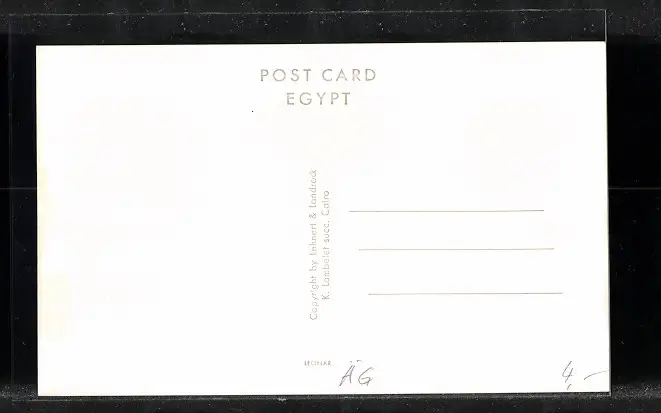 POST CARD
EGYPT
Copyright by Lehnert & Landrock
K. Lambelet succ. Cairo
LEONAR
ÄG
4,–